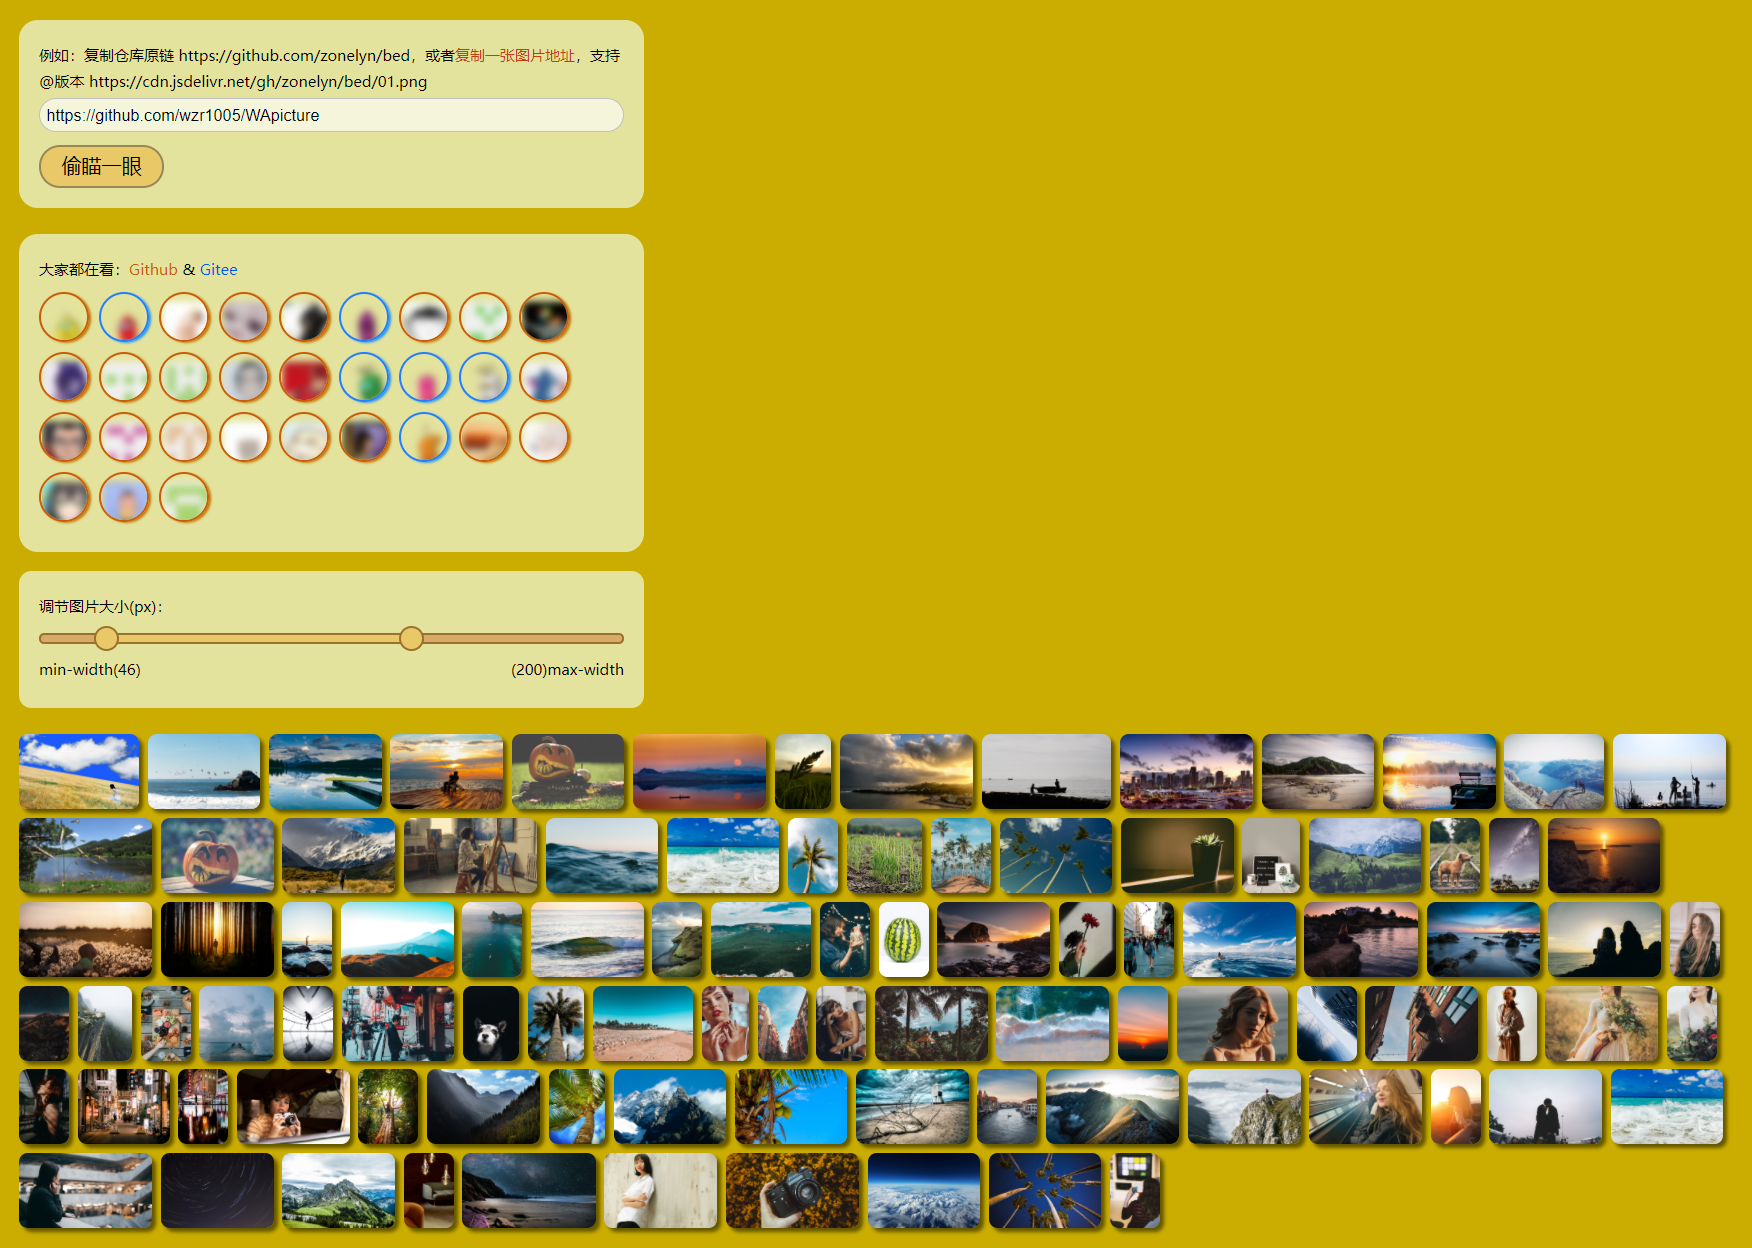 例如：复制仓库原链 https://github.com/zonelyn/bed，或者复制一张图片地址，支持
@版本 https://cdn.jsdelivr.net/gh/zonelyn/bed/01.png
https://github.com/wzr1005/WApicture
偷瞄一眼
大家都在看：Github & Gitee
调节图片大小(px)：
min-width(46)
(200)max-width